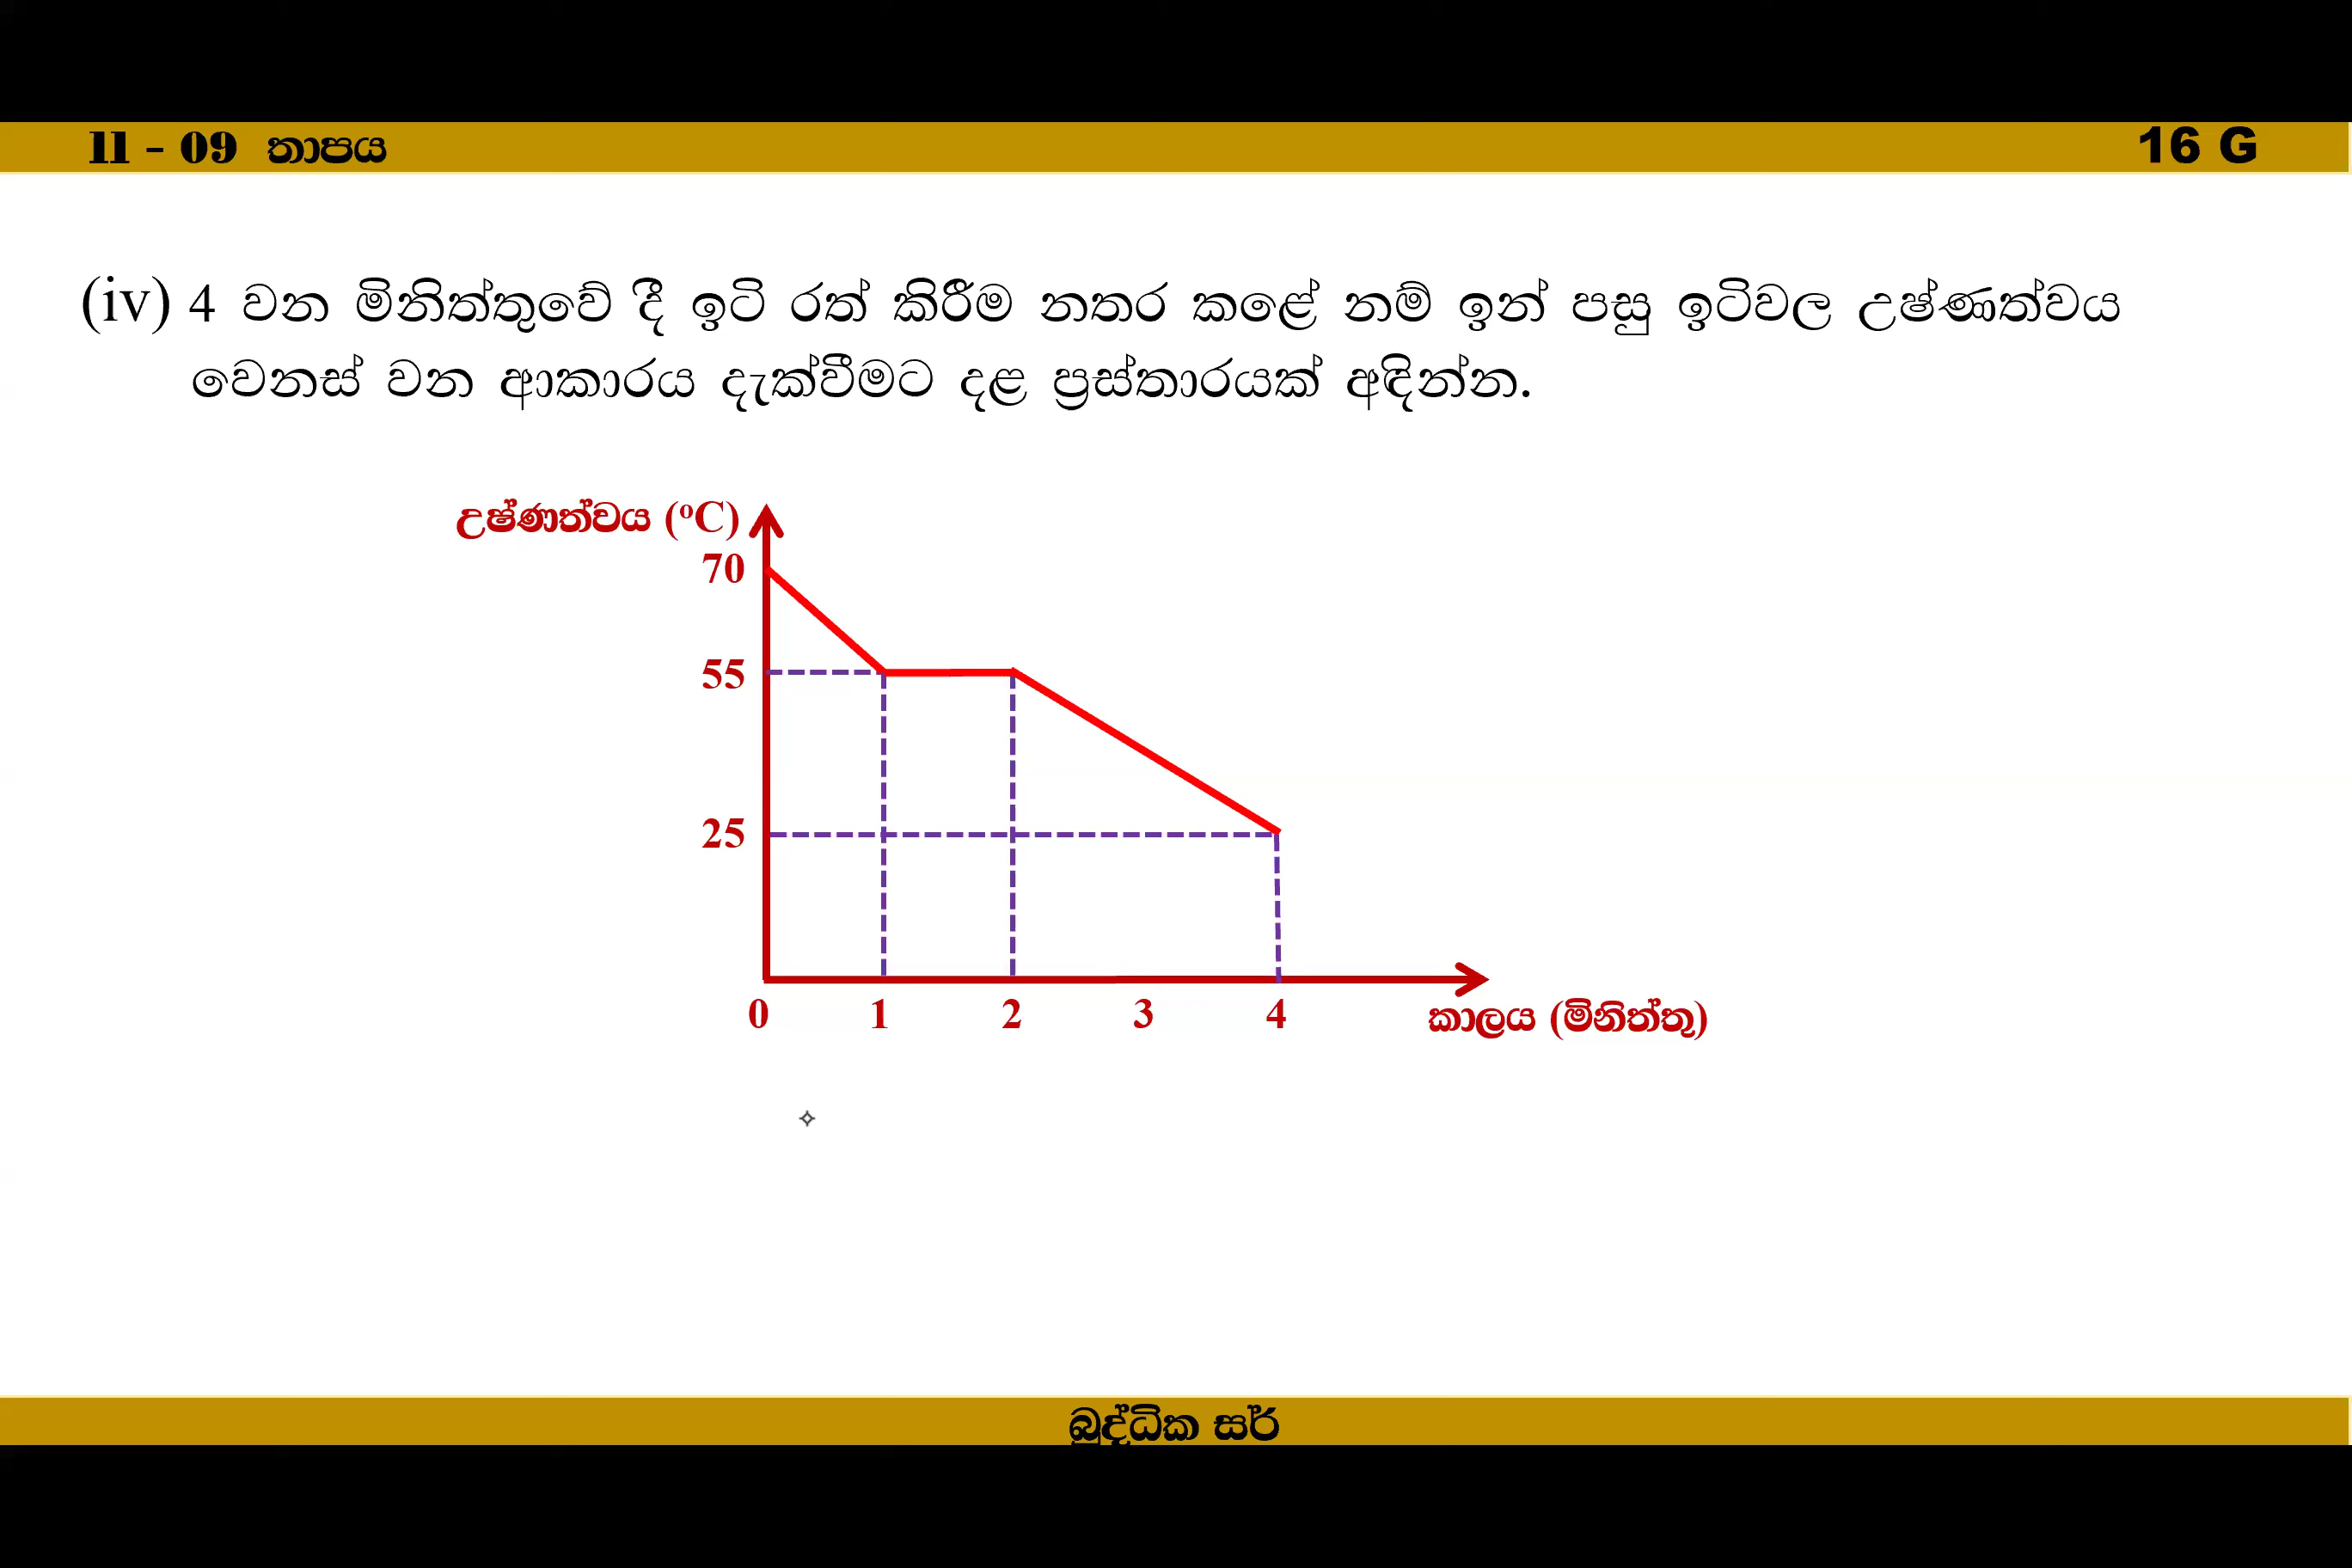 11 - 09 තාපය
16 G
(iv) 4 වන මිනිත්තුවේ දී ඉටි රත් කිරීම නතර කළේ නම් ඉන් පසු ඉටිවල උෂ්ණත්වය
වෙනස් වන ආකාරය දැක්වීමට දළ ප්‍රස්තාරයක් අඳින්න.
උෂ්ණත්වය (°C)
70
55
25
0 1 2 3 4
කාලය (මිනිත්තු)
බුද්ධික සර්